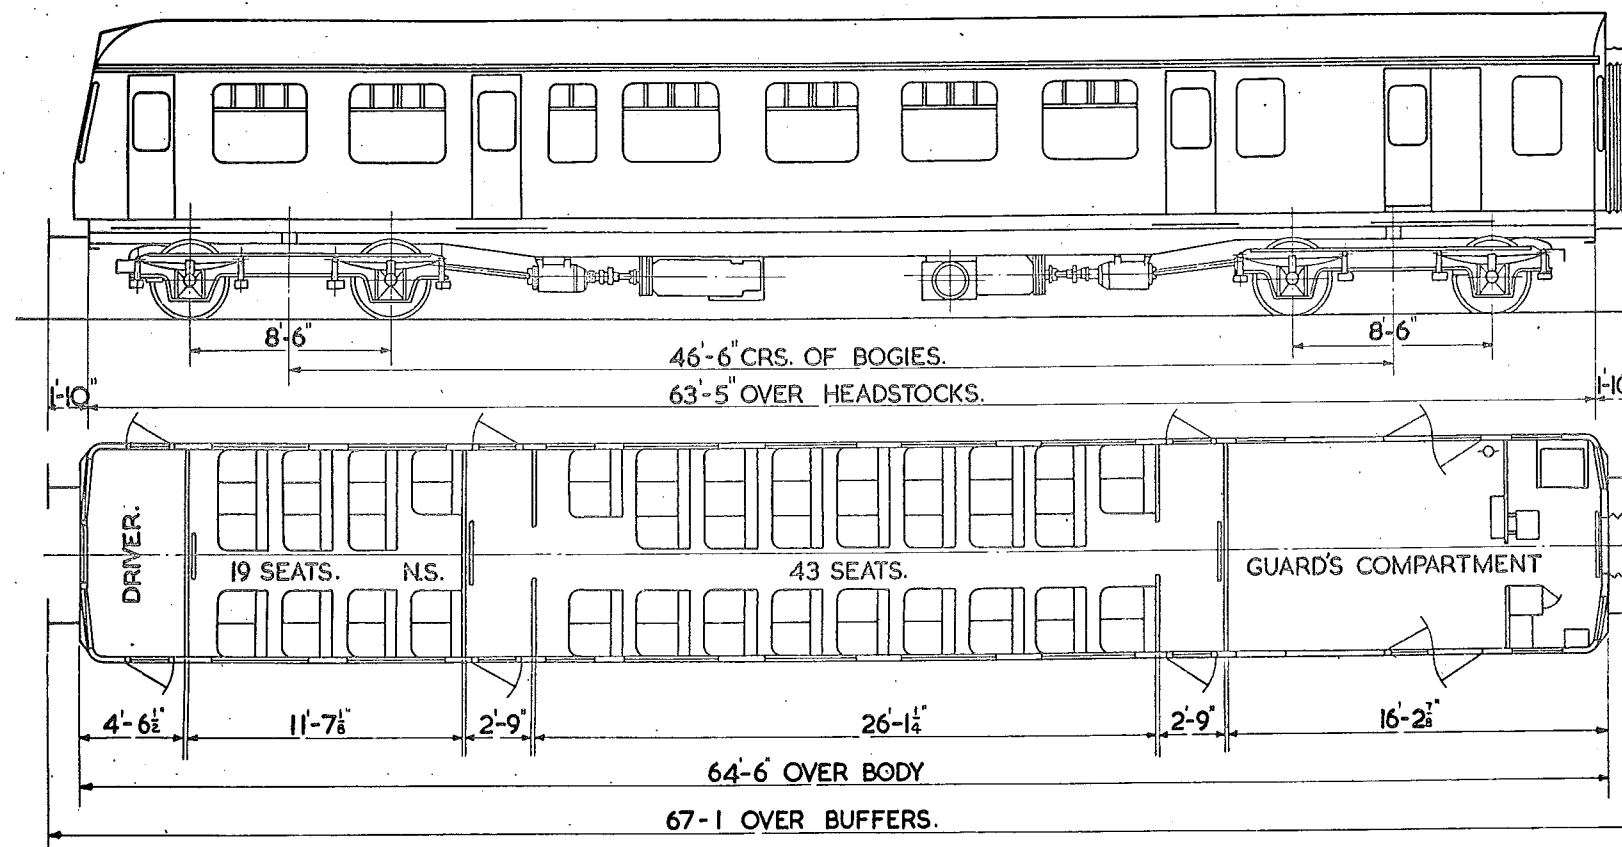 8'-6"
8'-6"
46'-6" CRS. OF BOGIES.
1'-10"
63'-5" OVER HEADSTOCKS.
DRIVER.
19 SEATS.
N.S.
43 SEATS.
GUARD'S COMPARTMENT
4'-6½"
11'-7⅛"
2'-9"
26'-1¼"
2'-9"
16'-2⅞"
64'-6" OVER BODY
67-1 OVER BUFFERS.